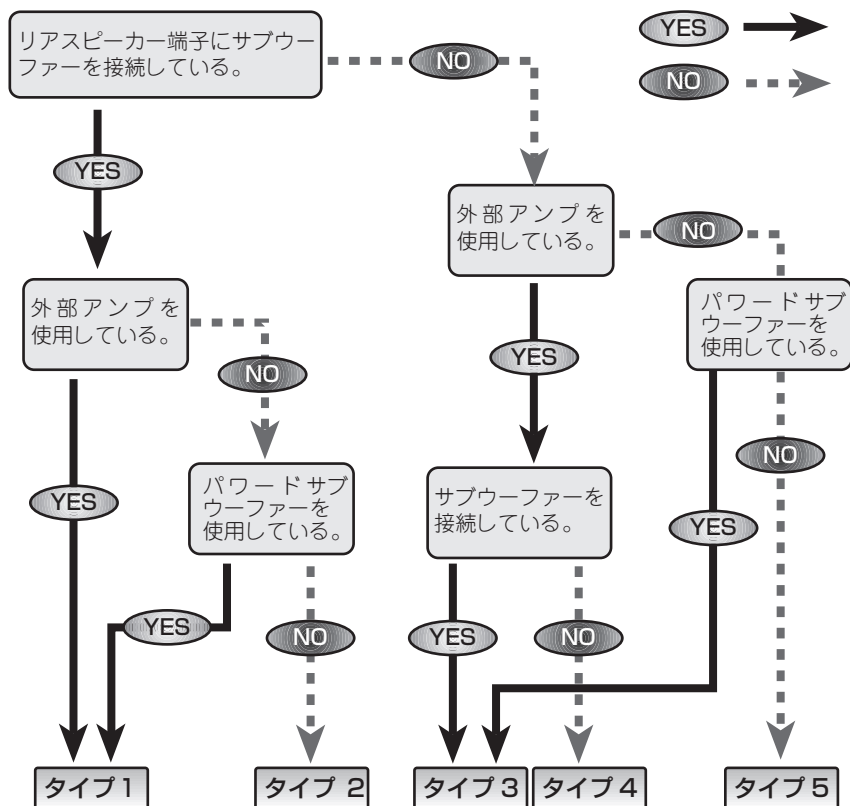 リアスピーカー端子にサブウー
ファーを接続している。
NO
YES
NO
YES
外部アンプを
使用している。
NO
外部アンプを
使用している。
NO
YES
パワードサブ
ウーファーを
使用している。
YES
NO
パワードサブ
ウーファーを
使用している。
サブウーファーを
接続している。
YES
YES
NO
YES
NO
タイプ1
タイプ 2
タイプ 3
タイプ 4
タイプ 5